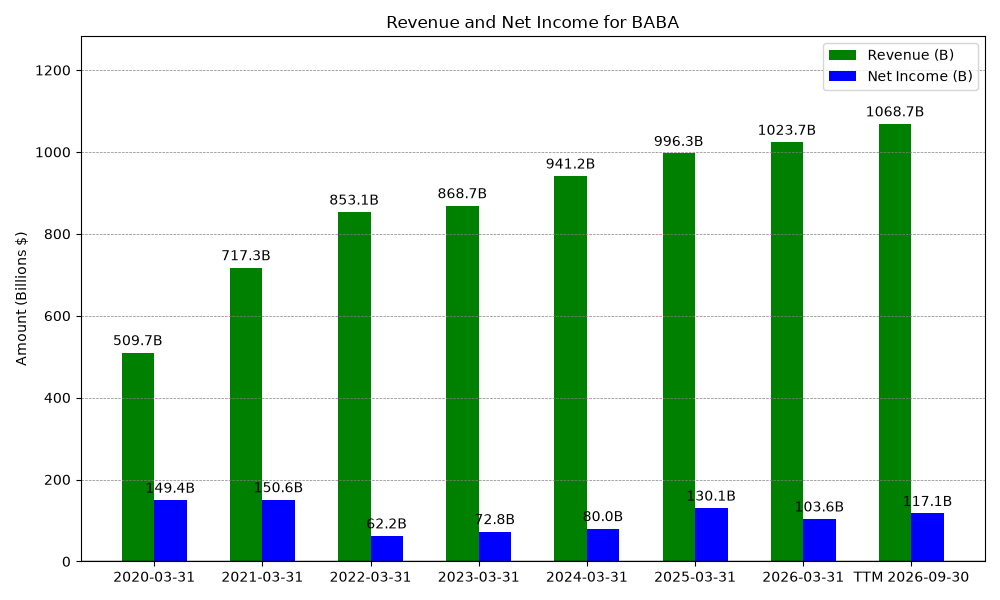 Revenue and Net Income for BABA
Revenue (B)
Net Income (B)
Amount (Billions $)
1200
1000
800
600
400
200
0
509.7B
717.3B
853.1B
868.7B
941.2B
996.3B
1023.7B
1068.7B
149.4B
150.6B
62.2B
72.8B
80.0B
130.1B
103.6B
117.1B
2020-03-31
2021-03-31
2022-03-31
2023-03-31
2024-03-31
2025-03-31
2026-03-31
TTM 2026-09-30